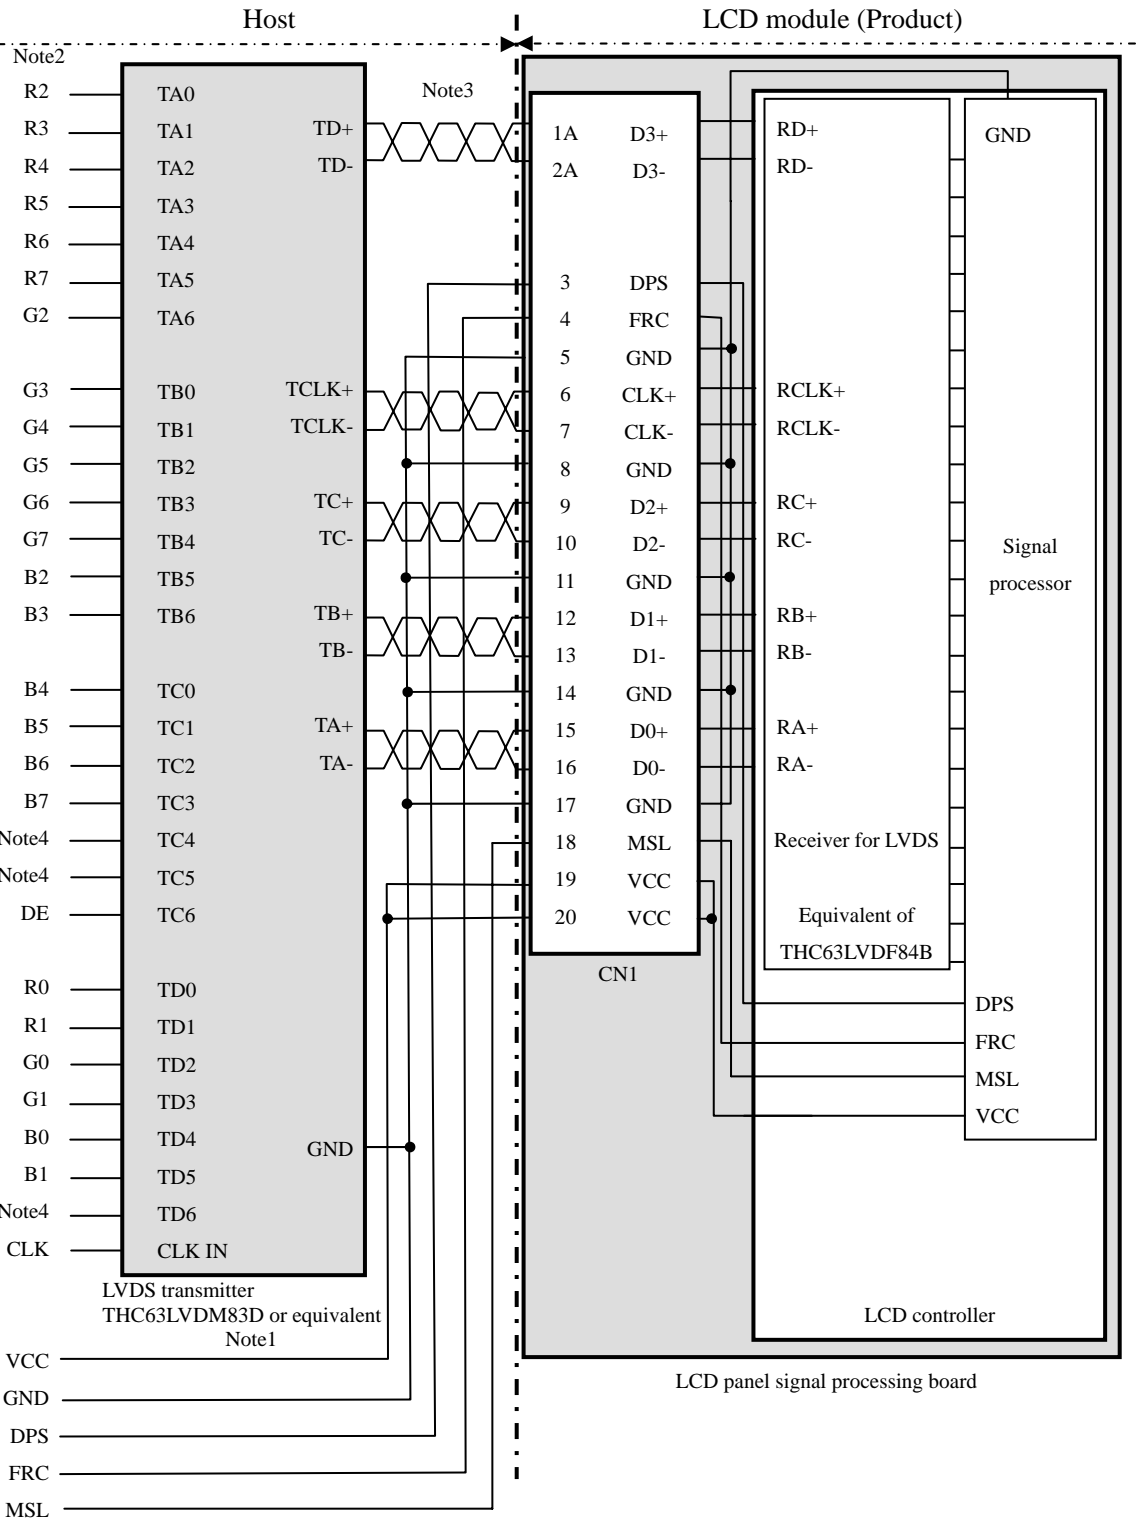 Host
LCD module (Product)
Note2
R2 TA0
R3 TA1
R4 TA2
R5 TA3
R6 TA4
R7 TA5
G2 TA6
G3 TB0
G4 TB1
G5 TB2
G6 TB3
G7 TB4
B2 TB5
B3 TB6
B4 TC0
B5 TC1
B6 TC2
B7 TC3
Note4 TC4
Note4 TC5
DE TC6
R0 TD0
R1 TD1
G0 TD2
G1 TD3
B0 TD4
B1 TD5
Note4 TD6
CLK CLK IN
TD+
TD-
TCLK+
TCLK-
TC+
TC-
TB+
TB-
TA+
TA-
GND
LVDS transmitter
THC63LVDM83D or equivalent
Note1
VCC
GND
DPS
FRC
MSL
Note3
1A D3+
2A D3-
3 DPS
4 FRC
5 GND
6 CLK+
7 CLK-
8 GND
9 D2+
10 D2-
11 GND
12 D1+
13 D1-
14 GND
15 D0+
16 D0-
17 GND
18 MSL
19 VCC
20 VCC
CN1
RD+
RD-
RCLK+
RCLK-
RC+
RC-
RB+
RB-
RA+
RA-
Receiver for LVDS
Equivalent of
THC63LVDF84B
GND
Signal
processor
DPS
FRC
MSL
VCC
LCD controller
LCD panel signal processing board